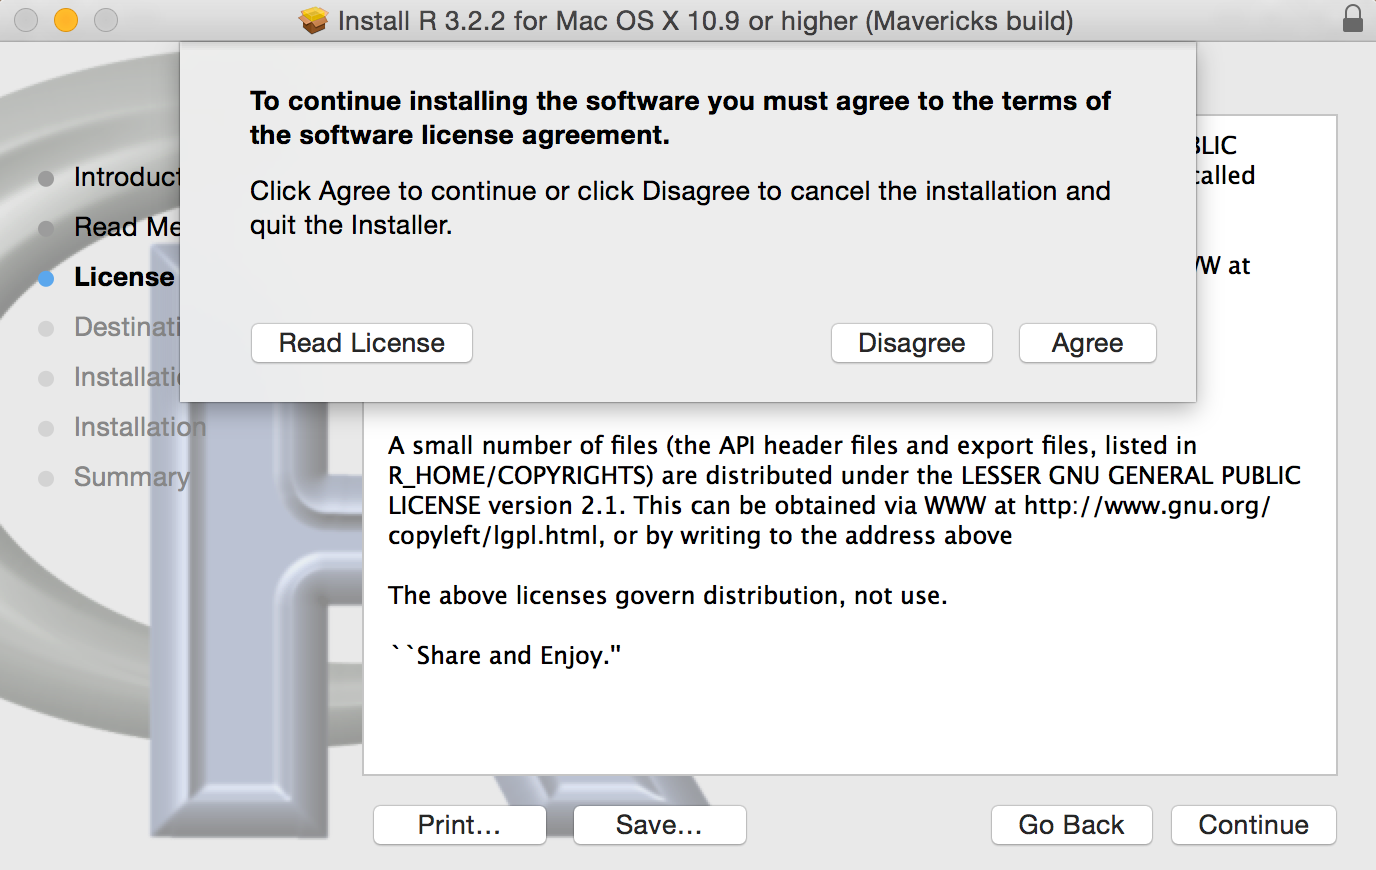 Install R 3.2.2 for Mac OS X 10.9 or higher (Mavericks build)
To continue installing the software you must agree to the terms of
the software license agreement.
Click Agree to continue or click Disagree to cancel the installation and
quit the Installer.
Read License
Disagree
Agree
Read Me
License
Installation
Summary
at
A small number of files (the API header files and export files, listed in
R_HOME/COPYRIGHTS) are distributed under the LESSER GNU GENERAL PUBLIC
LICENSE version 2.1. This can be obtained via WWW at http://www.gnu.org/
copyleft/lgpl.html, or by writing to the address above
The above licenses govern distribution, not use.
``Share and Enjoy."
Print...
Save...
Go Back
Continue